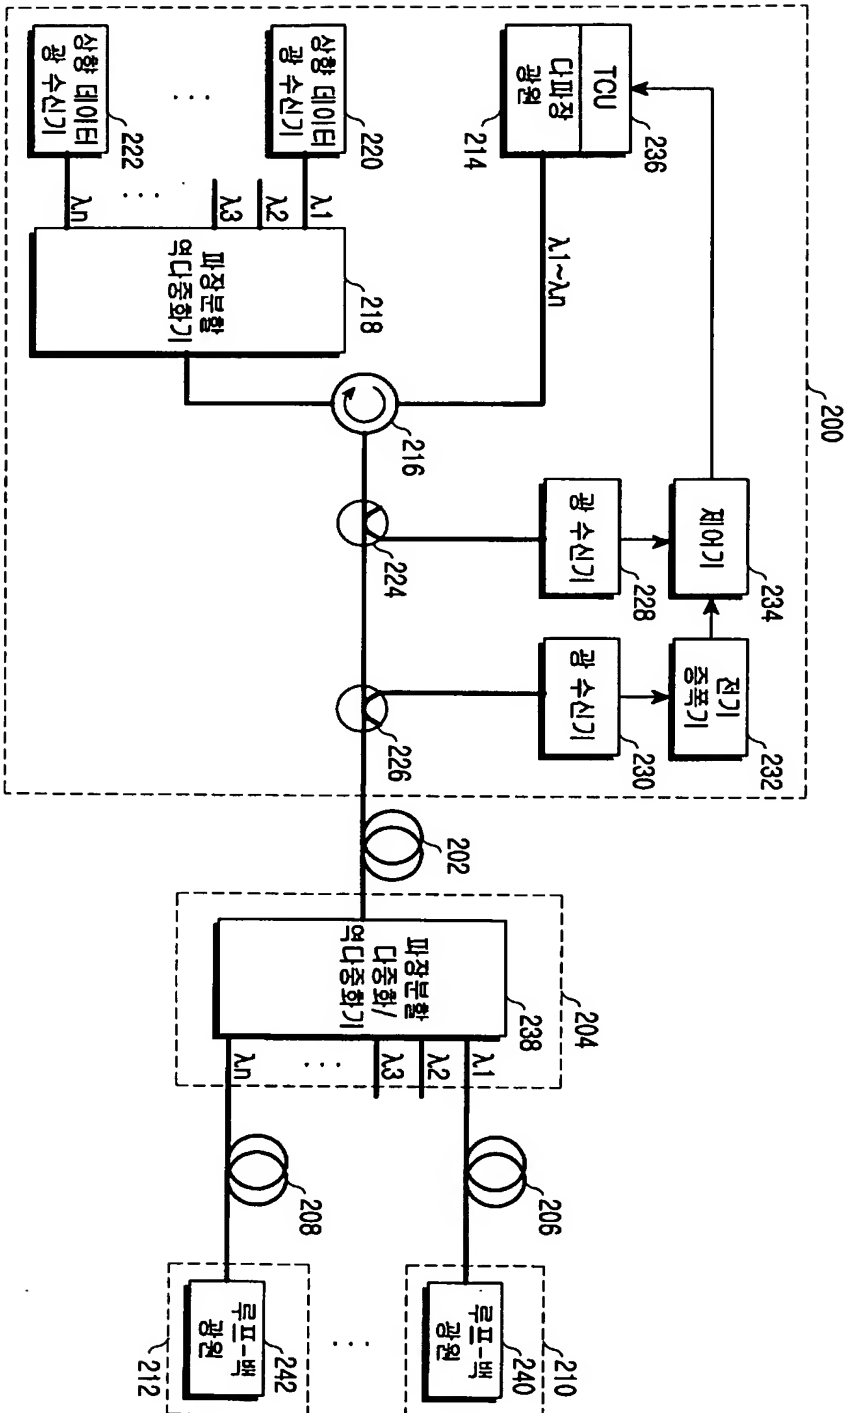 200
TCU
236
다파장
광원
214
λ1~λn
제어기
234
전기
증폭기
232
광 수신기
228
광 수신기
230
상향 데이터
광 수신기
220
상향 데이터
광 수신기
222
...
λ1
λ2
λ3
...
λn
파장분할
역다중화기
218
216
224
226
202
파장분할
다중화/
역다중화기
238
204
λ1
λ2
λ3
...
λn
206
208
루프-백
광원
240
210
...
루프-백
광원
242
212